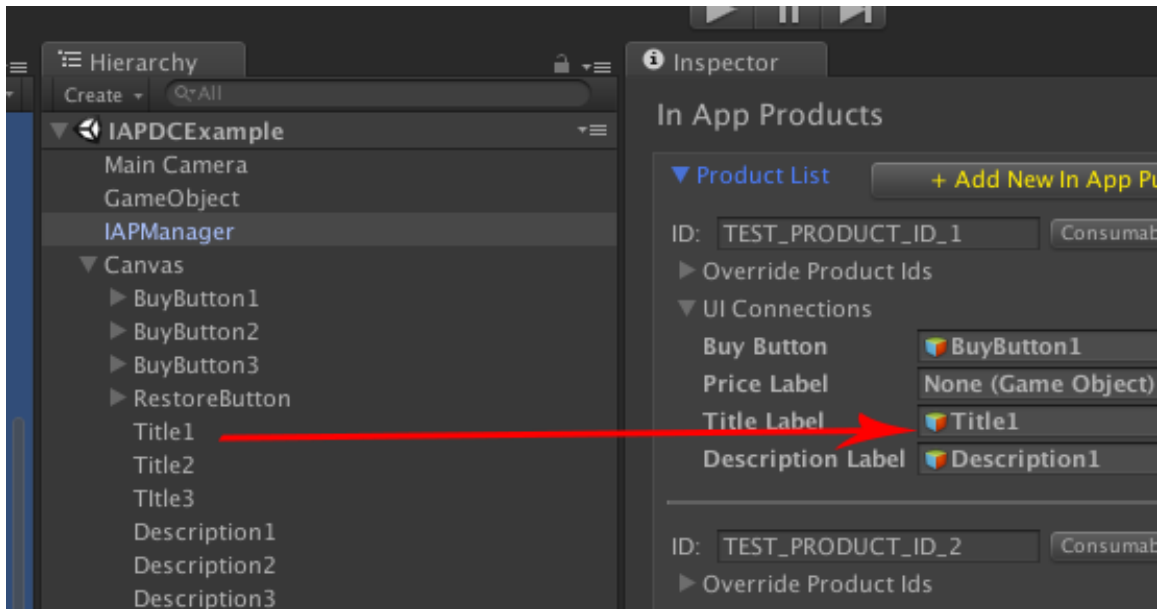 Hierarchy
Create
All
IAPDCExample
Main Camera
GameObject
IAPManager
Canvas
BuyButton1
BuyButton2
BuyButton3
RestoreButton
Title1
Title2
TItle3
Description1
Description2
Description3
Inspector
In App Products
Product List
+ Add New In App Pu
ID: TEST_PRODUCT_ID_1 Consumab
Override Product Ids
UI Connections
Buy Button BuyButton1
Price Label None (Game Object)
Title Label Title1
Description Label Description1
ID: TEST_PRODUCT_ID_2 Consumab
Override Product Ids